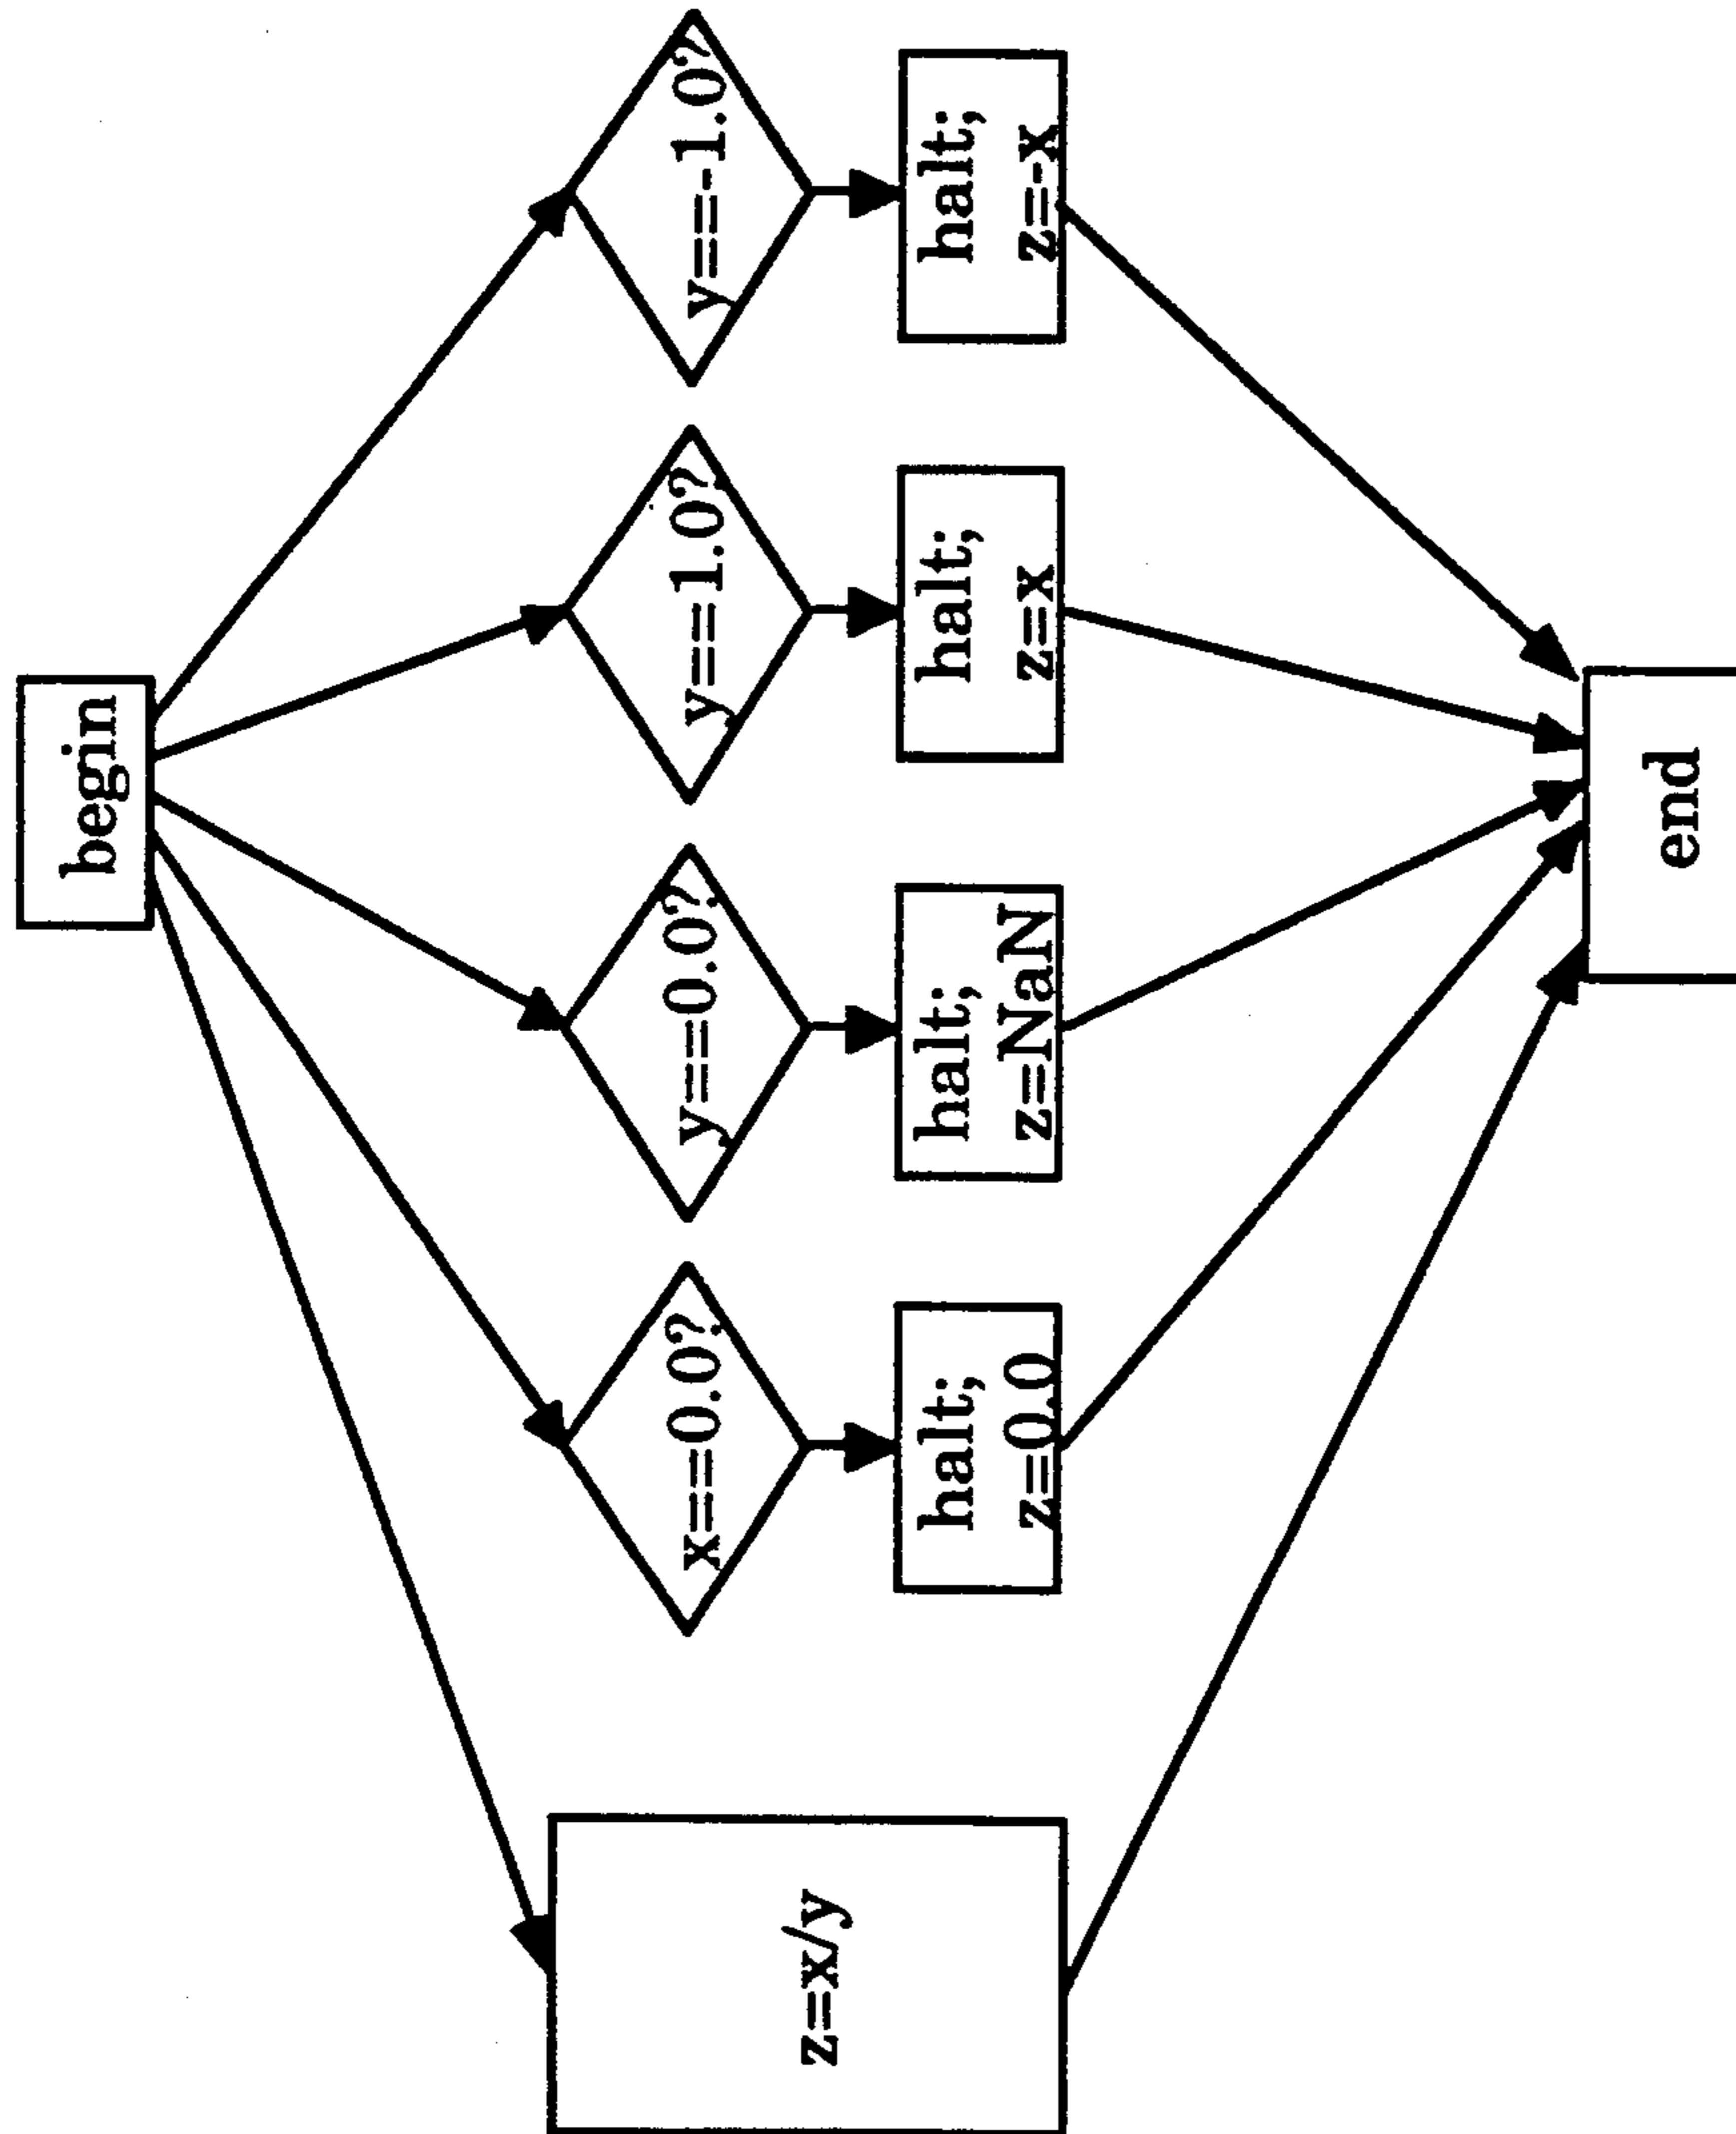 begin
x==0.0?
y==0.0?
y==1.0?
y==-1.0?
z=x/y
halt;
z=0.0
halt;
z=NaN
halt;
z=x
halt;
z=-x
end